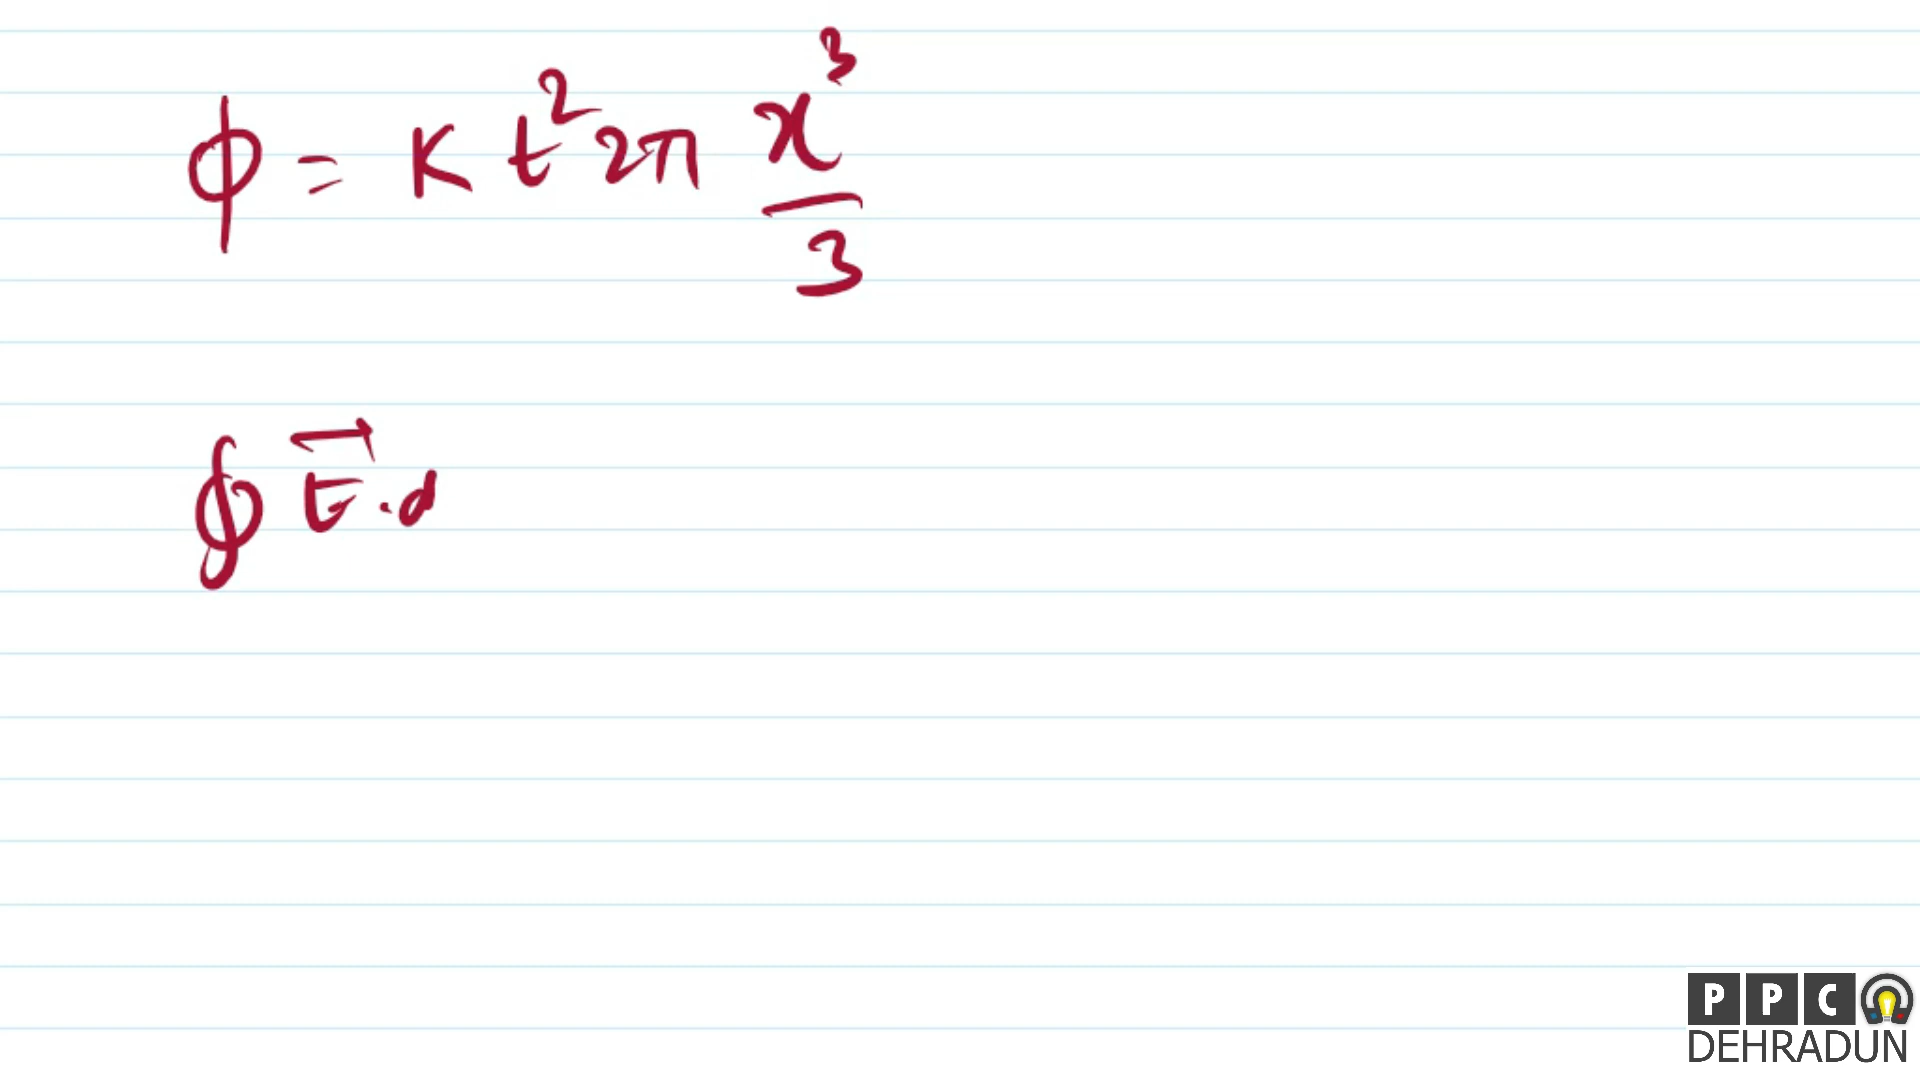 ϕ = K t² 2π x³/3
∮ E⃗ . d
PPC
DEHRADUN